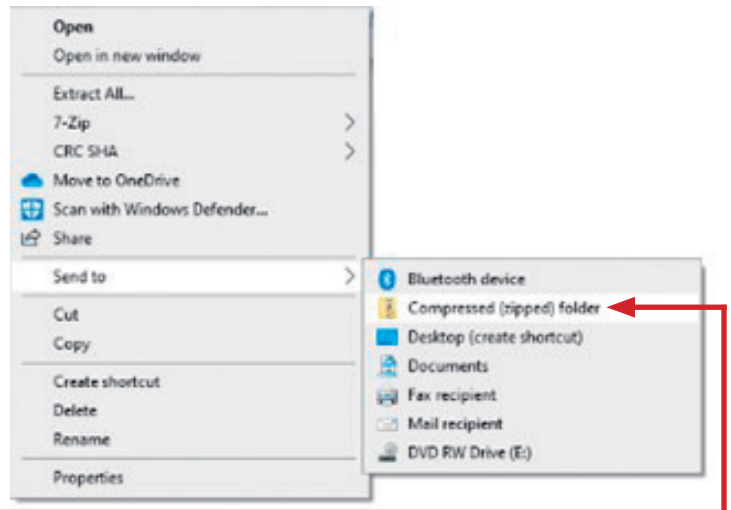 Open
Open in new window
Extract All...
7-Zip
CRC SHA
Move to OneDrive
Scan with Windows Defender...
Share
Send to
Cut
Copy
Create shortcut
Delete
Rename
Properties
Bluetooth device
Compressed (zipped) folder
Desktop (create shortcut)
Documents
Fax recipient
Mail recipient
DVD RW Drive (E:)